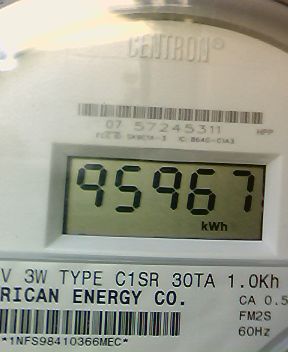 CENTRON®
07 57245311 HPP
95967
kWh
V 3W TYPE C1SR 30TA 1.0Kh
RICAN ENERGY CO.
CA 0.5
FM2S
60Hz
*1NFS98410366MEC*